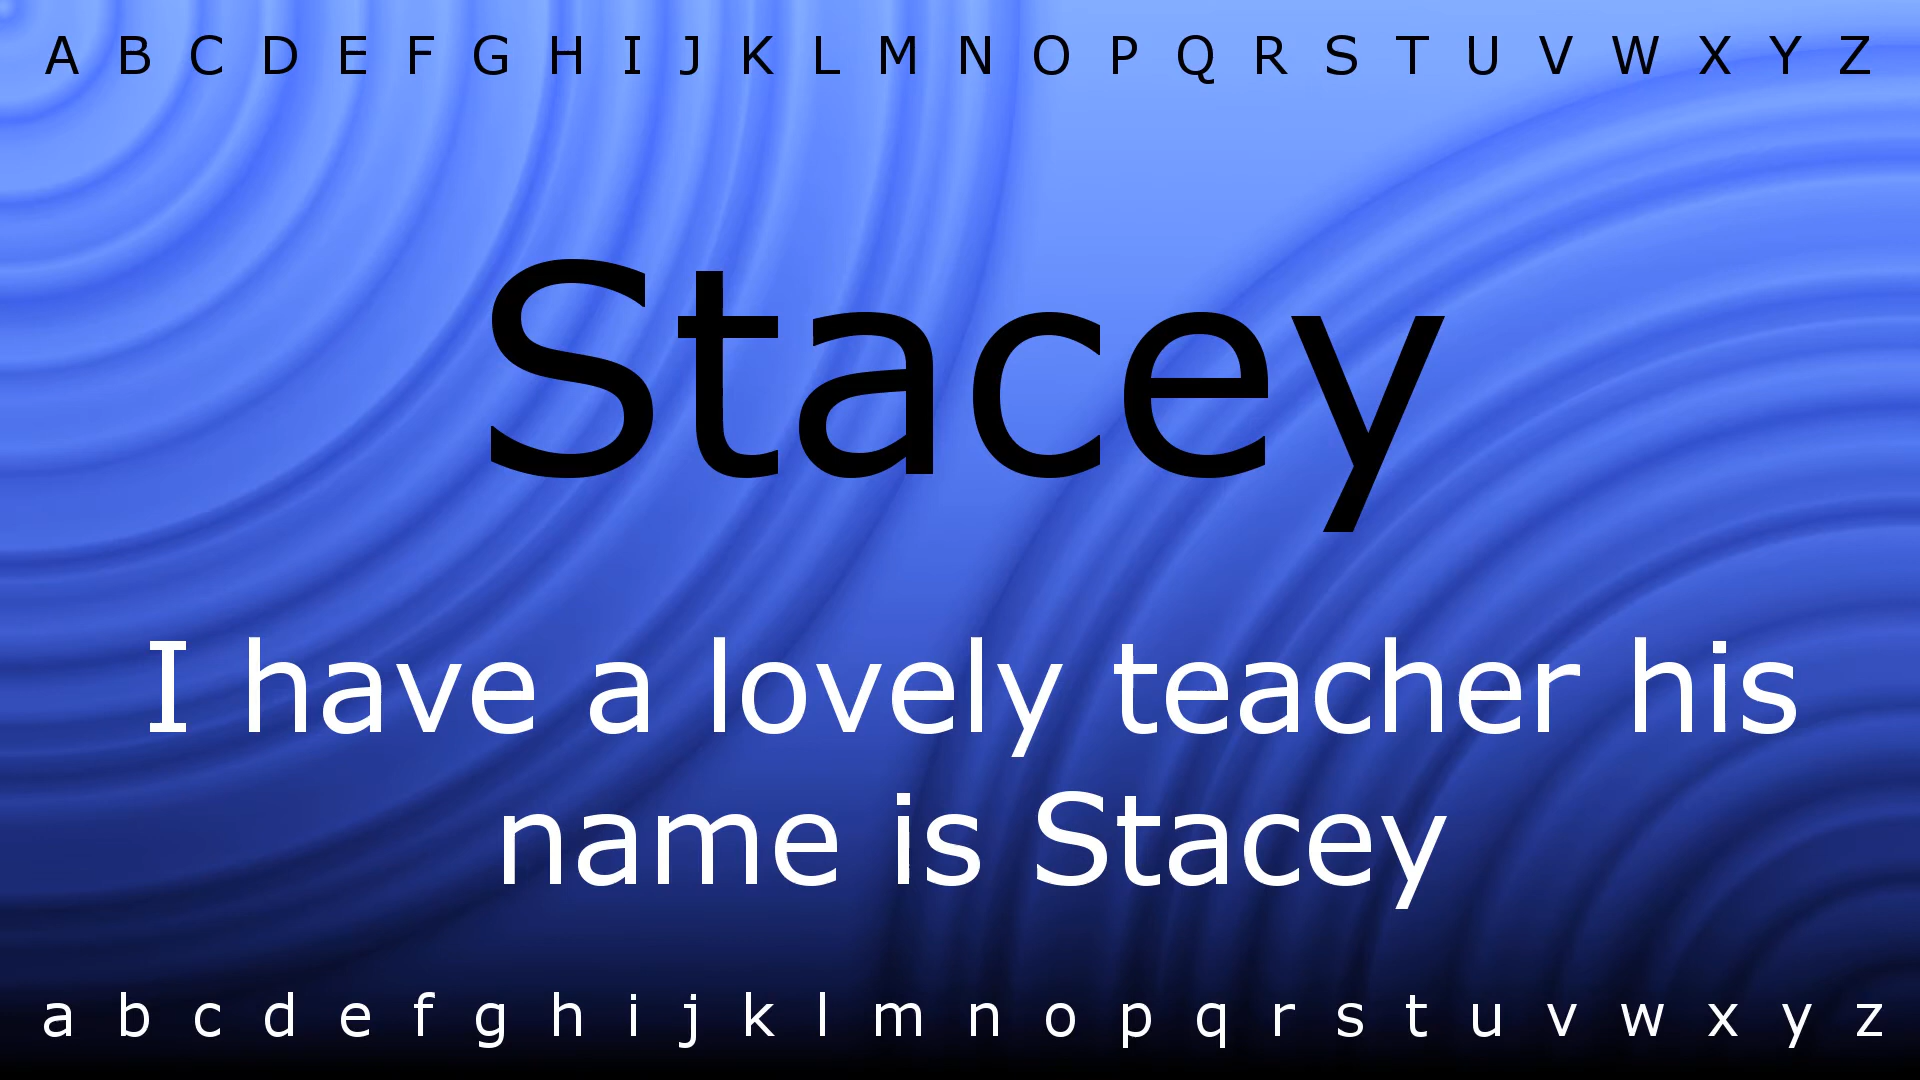 A B C D E F G H I J K L M N O P Q R S T U V W X Y Z
Stacey
I have a lovely teacher his
name is Stacey
a b c d e f g h i j k l m n o p q r s t u v w x y z